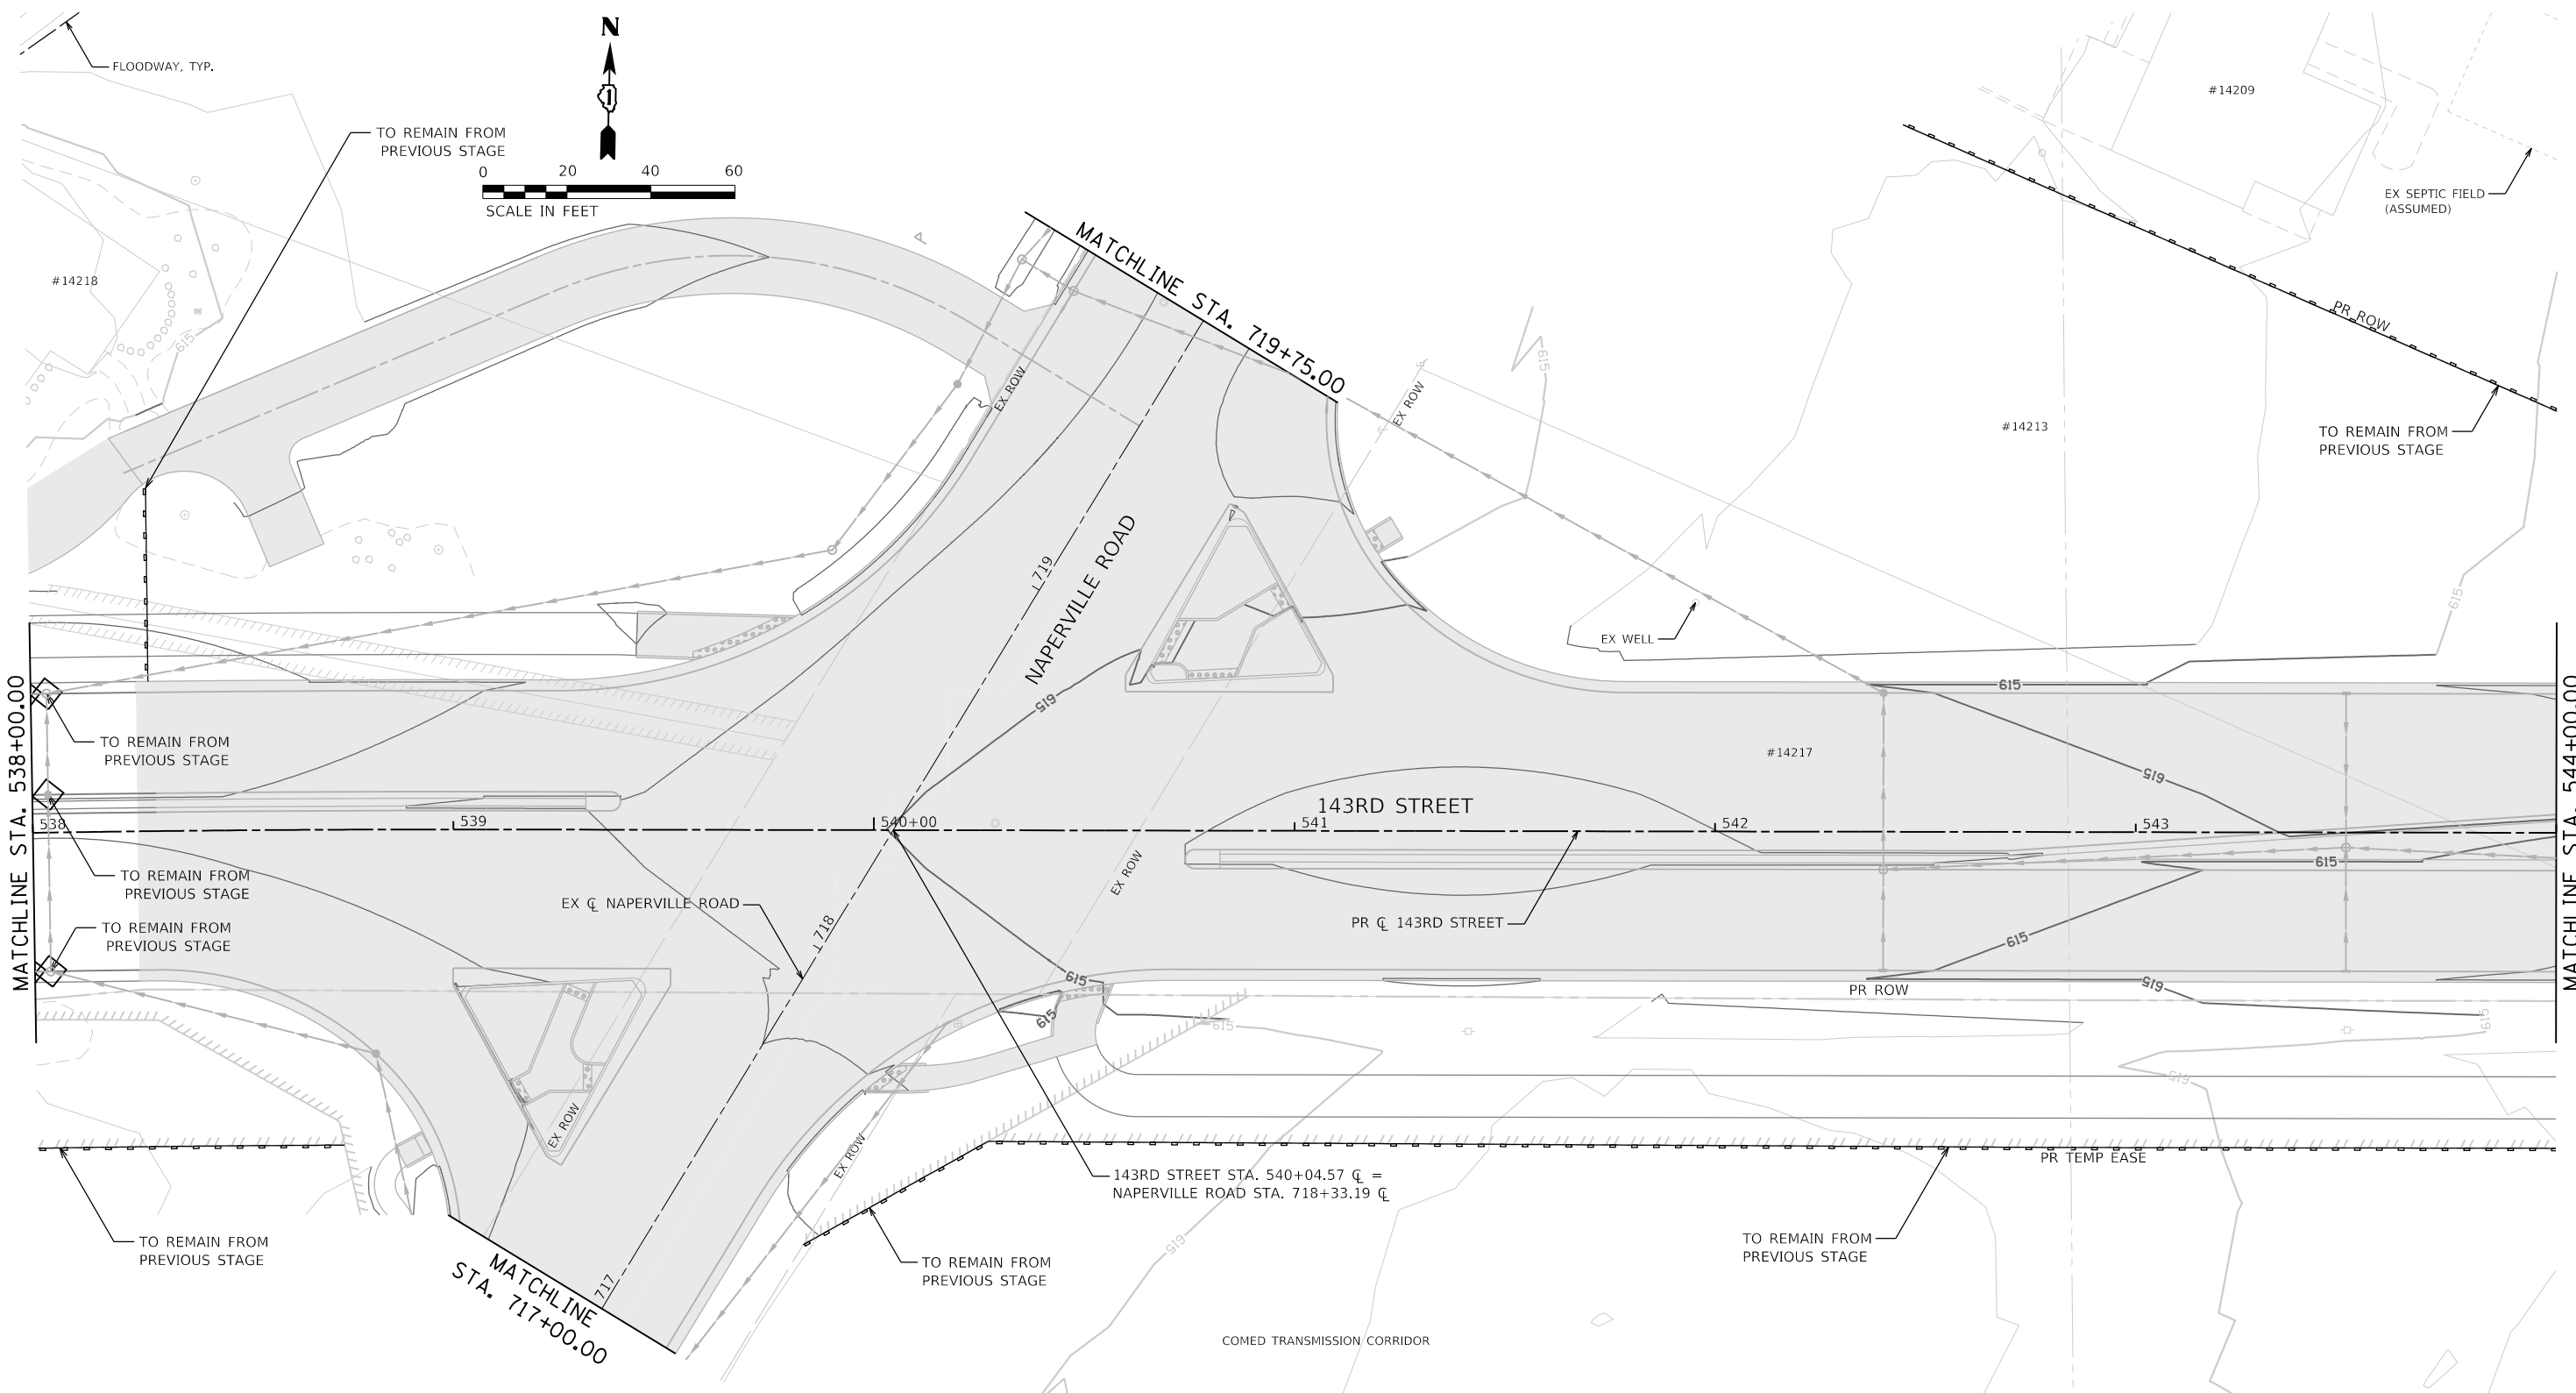 N
FLOODWAY, TYP.
#14209
TO REMAIN FROM
PREVIOUS STAGE
0 20 40 60
SCALE IN FEET
EX SEPTIC FIELD
(ASSUMED)
MATCHLINE STA. 719+75.00
#14218
615
PR ROW
615
EX ROW
EX ROW
#14213
TO REMAIN FROM
PREVIOUS STAGE
719
NAPERVILLE ROAD
615
EX WELL
615
615
MATCHLINE STA. 538+00.00
MATCHLINE STA. 544+00.00
TO REMAIN FROM
PREVIOUS STAGE
#14217
615
143RD STREET
538
539
540+00
541
542
543
615
TO REMAIN FROM
PREVIOUS STAGE
EX ROW
EX ℄ NAPERVILLE ROAD
718
PR ℄ 143RD STREET
TO REMAIN FROM
PREVIOUS STAGE
615
615
615
PR ROW
615
615
615
615
615
EX ROW
EX ROW
PR TEMP EASE
143RD STREET STA. 540+04.57 ℄ =
NAPERVILLE ROAD STA. 718+33.19 ℄
TO REMAIN FROM
PREVIOUS STAGE
615
TO REMAIN FROM
PREVIOUS STAGE
TO REMAIN FROM
PREVIOUS STAGE
717
MATCHLINE
STA. 717+00.00
COMED TRANSMISSION CORRIDOR